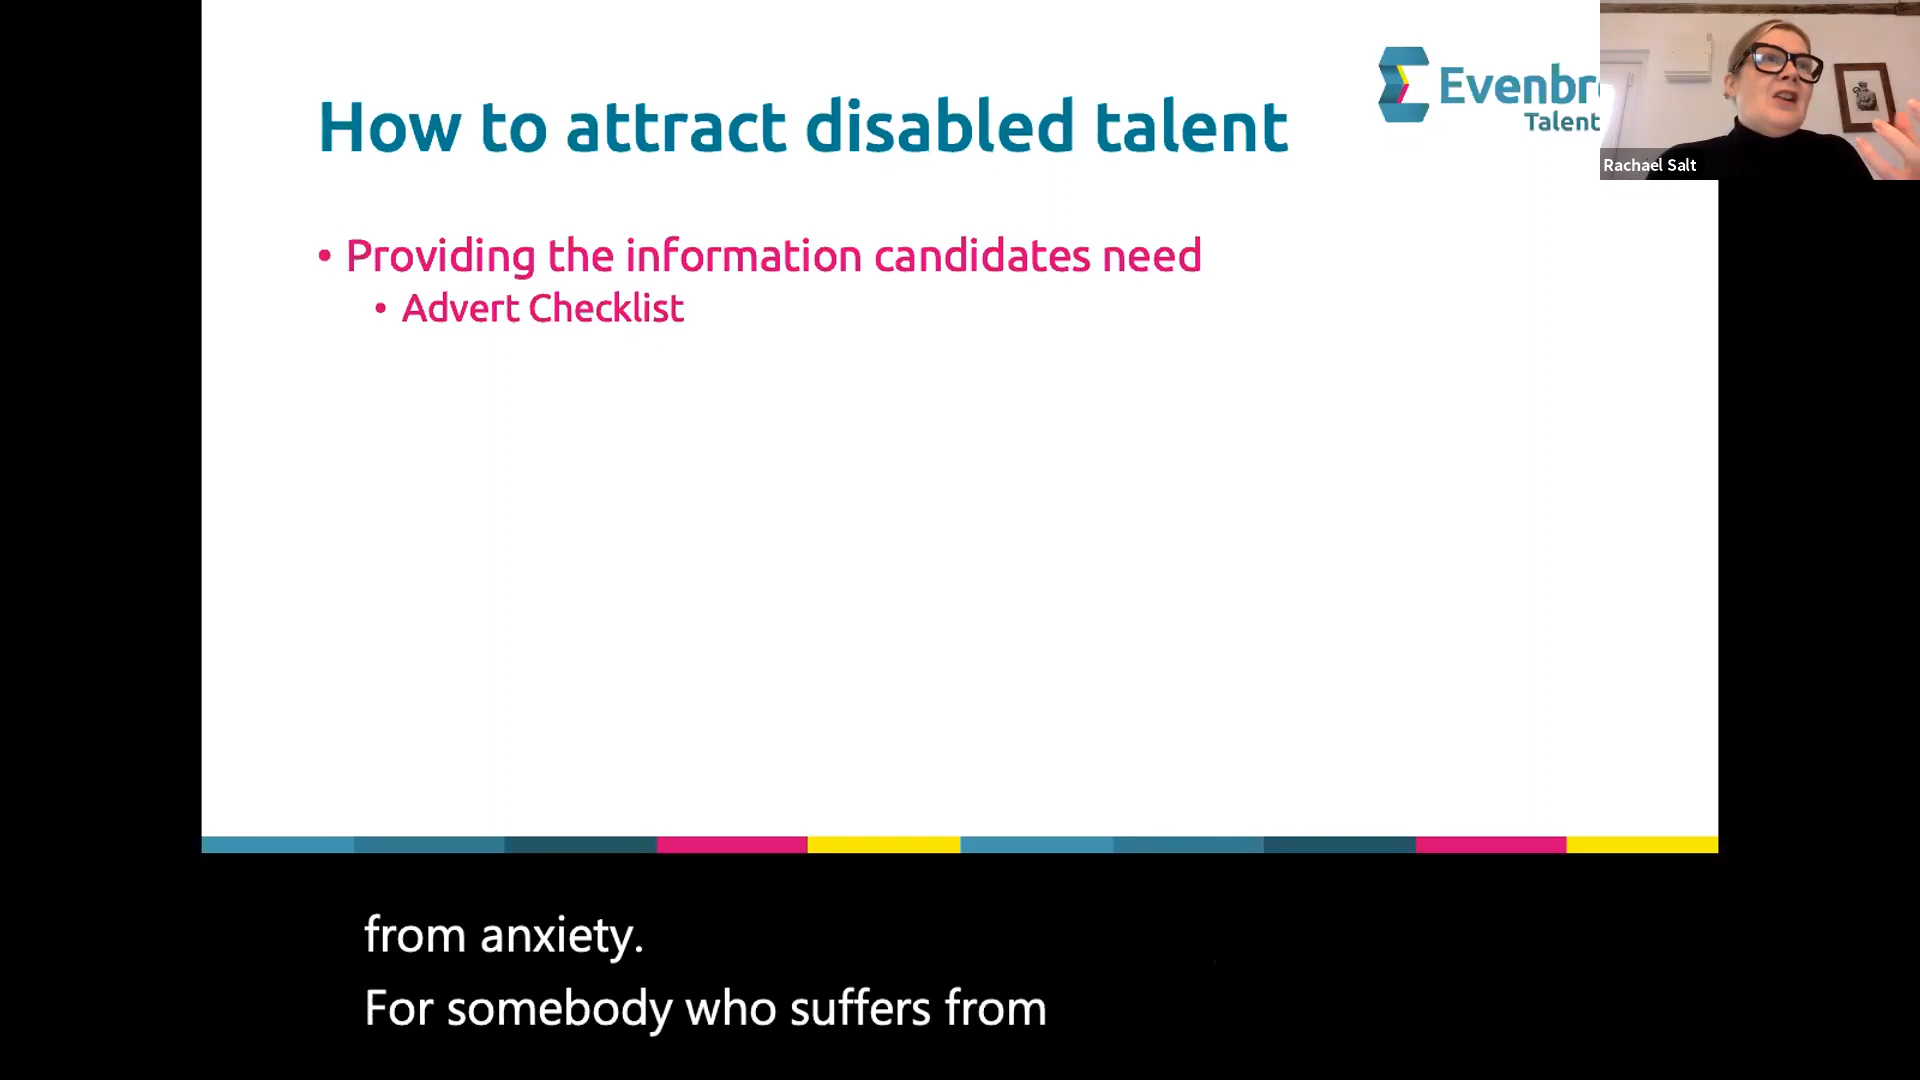 How to attract disabled talent
Evenbr
Talent
Rachael Salt
• Providing the information candidates need
• Advert Checklist
from anxiety.
For somebody who suffers from